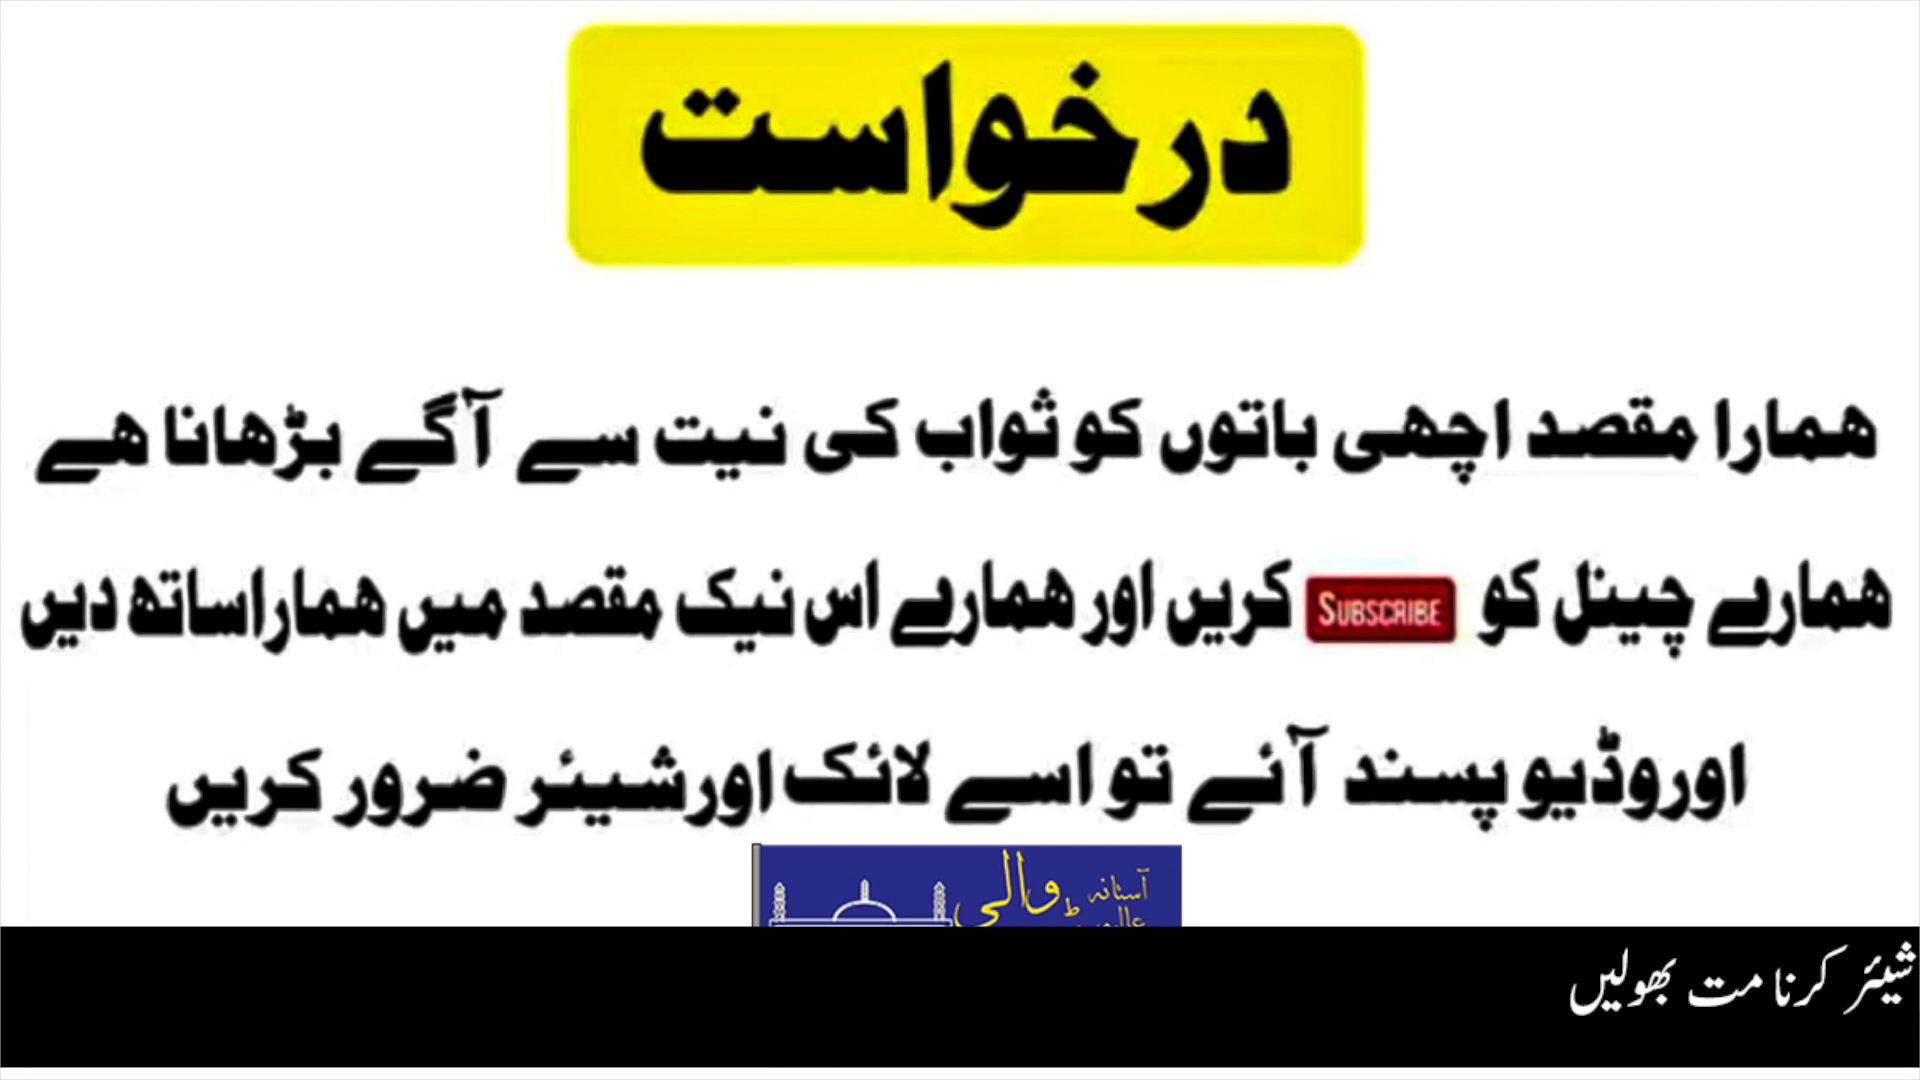 درخواست
ھمارا مقصد اچھی باتوں کو ثواب کی نیت سے آگے بڑھانا ھے
ھمارے چینل کو SUBSCRIBE کریں اور ھمارے اس نیک مقصد میں ھمارا ساتھ دیں
اور وڈیو پسند آئے تو اسے لائک اور شیئر ضرور کریں
آستانہ
شیئر کرنا مت بھولیں